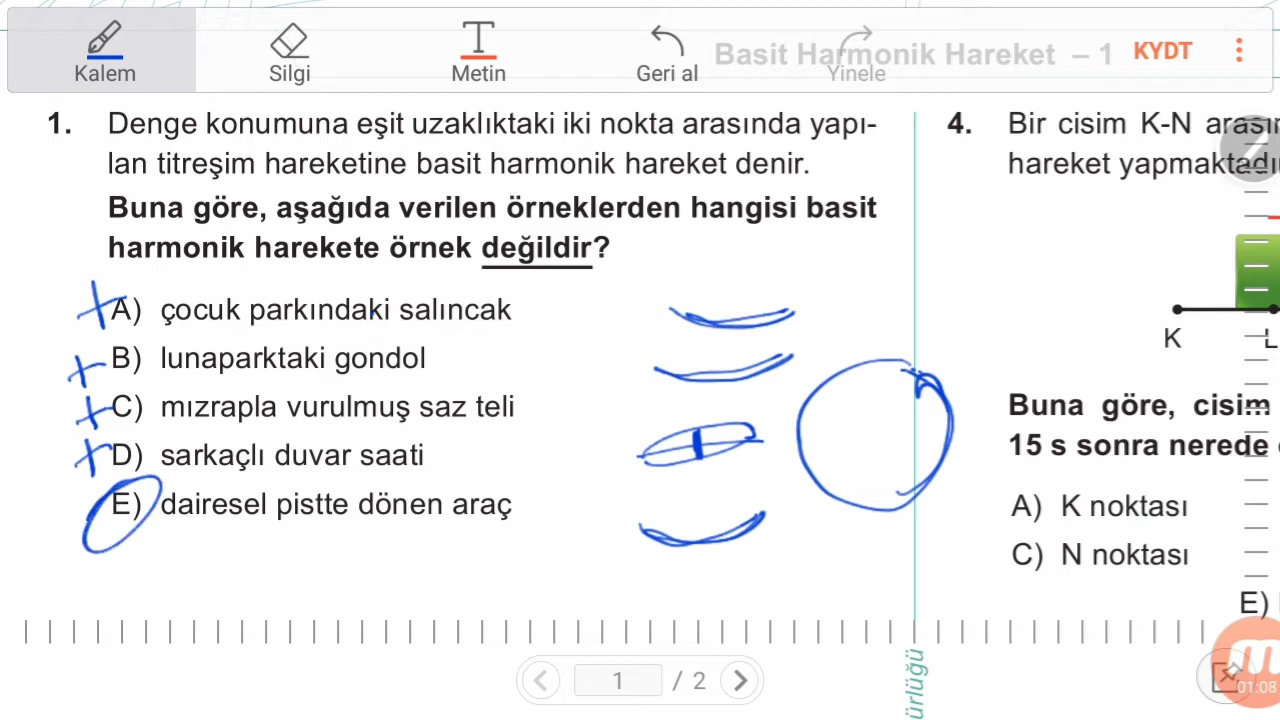 Kalem
Silgi
Metin
Geri al
Yinele
Basit Harmonik Hareket – 1
KYDT
1. Denge konumuna eşit uzaklıktaki iki nokta arasında yapı-
lan titreşim hareketine basit harmonik hareket denir.
Buna göre, aşağıda verilen örneklerden hangisi basit
harmonik harekete örnek değildir?
A) çocuk parkındaki salıncak
B) lunaparktaki gondol
C) mızrapla vurulmuş saz teli
D) sarkaçlı duvar saati
E) dairesel pistte dönen araç
4. Bir cisim K-N
hareket
K L
Buna göre, cisim
15 s sonra nerede
A) K noktası
C) N noktası
E)
1 / 2
ürlüğü
01:08